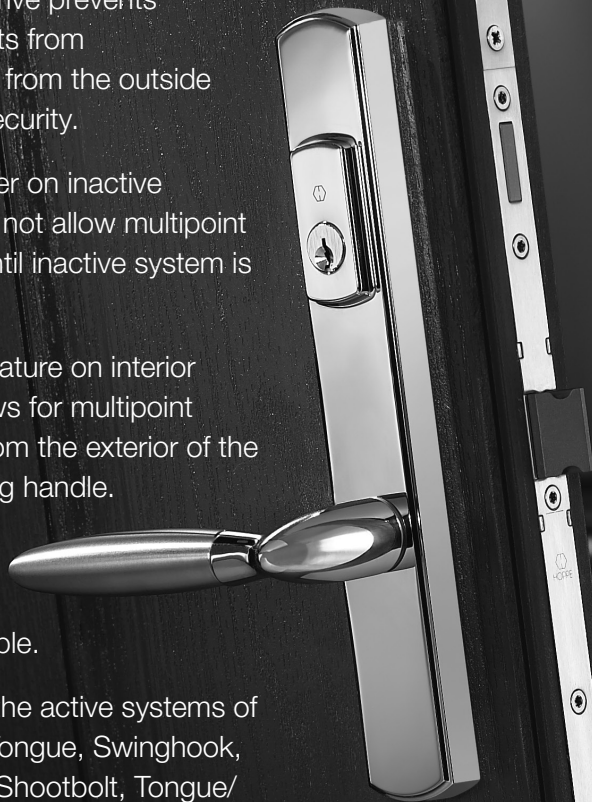 prevents
ts from
from the outside
ecurity.
er on inactive
not allow multipoint
ntil inactive system is
ature on interior
ws for multipoint
om the exterior of the
g handle.
ble.
he active systems of
ongue, Swinghook,
Shootbolt, Tongue/
HOPPE